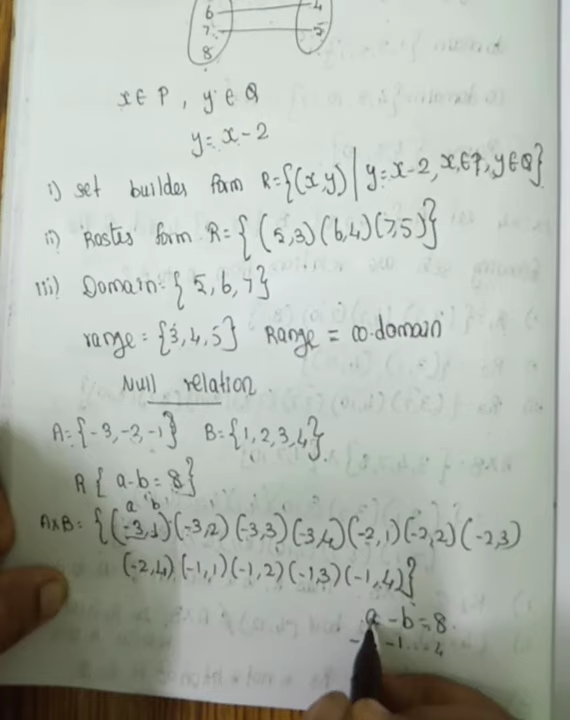 6 4
7 5
8
x ∈ P , y ∈ Q
y = x - 2
i) set builder form R = {(x,y) | y = x-2, x ∈ P, y ∈ Q}
ii) Roster form R = { (5,3) (6,4) (7,5)}
iii) Domain = { 5, 6, 7}
range = {3, 4, 5} Range = co-domain
Null relation
A = {-3, -2, -1} B = {1, 2, 3, 4}
R { a-b = 8}
a b
A×B = {(-3,1) (-3,2) (-3,3) (-3,4) (-2,1) (-2,2) (-2,3)
(-2,4) (-1,1) (-1,2) (-1,3) (-1,4)}
a - b = 8.